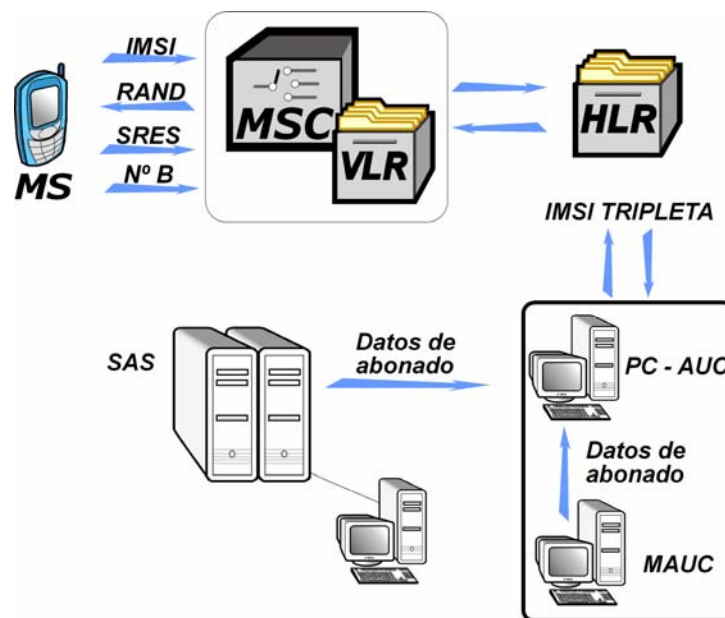 IMSI
RAND
SRES
Nº B
MS
MSC
VLR
HLR
IMSI TRIPLETA
SAS
Datos de
abonado
PC - AUC
Datos de
abonado
MAUC